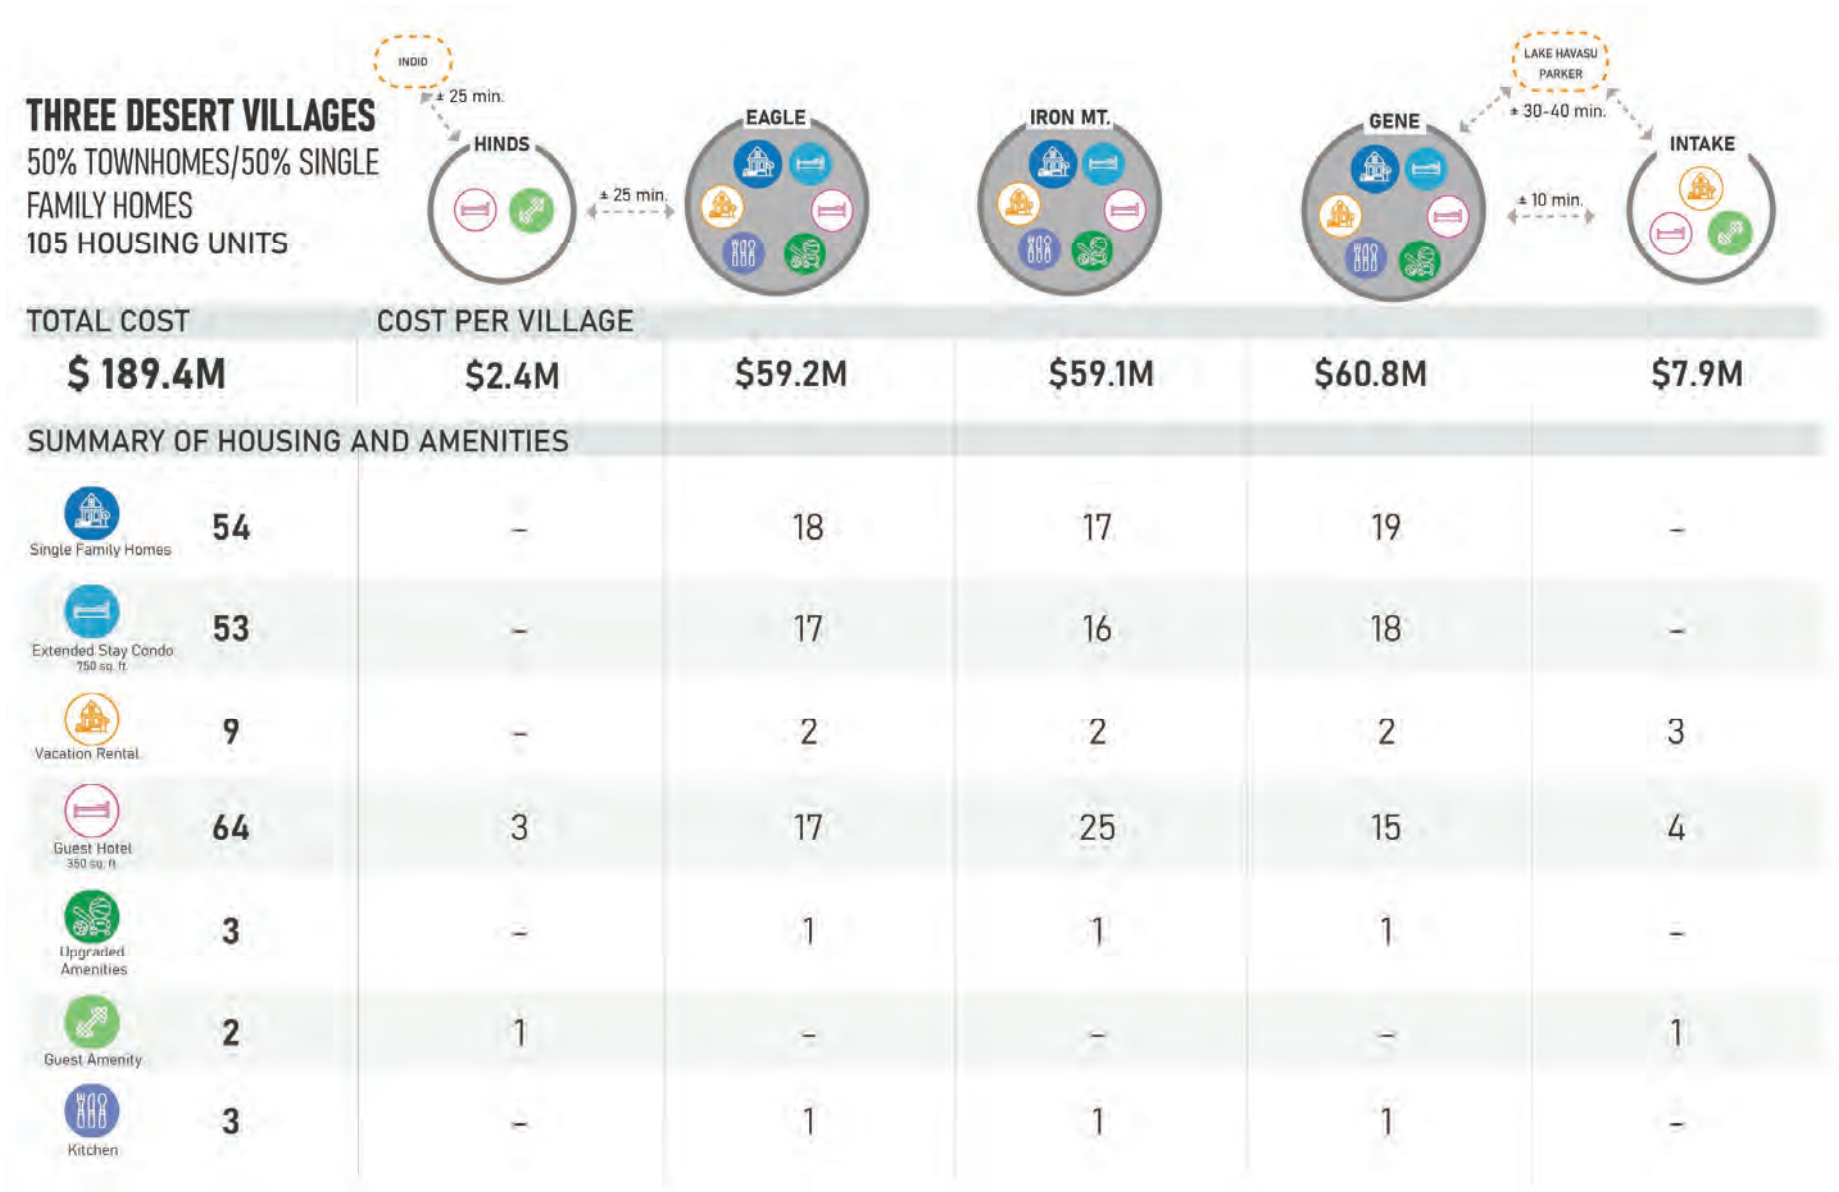 INDIO
LAKE HAVASU
PARKER
± 25 min.
± 30-40 min.
THREE DESERT VILLAGES
50% TOWNHOMES/50% SINGLE
FAMILY HOMES
105 HOUSING UNITS
HINDS
EAGLE
IRON MT.
GENE
INTAKE
± 25 min.
± 10 min.
TOTAL COST COST PER VILLAGE
$ 189.4M $2.4M $59.2M $59.1M $60.8M $7.9M
SUMMARY OF HOUSING AND AMENITIES
Single Family Homes 54 – 18 17 19 –
Extended Stay Condo 53 – 17 16 18 –
750 sq. ft.
Vacation Rental 9 – 2 2 2 3
Guest Hotel 64 3 17 25 15 4
350 sq. ft
Upgraded 3 – 1 1 1 –
Amenities
Guest Amenity 2 1 – – – 1
Kitchen 3 – 1 1 1 –